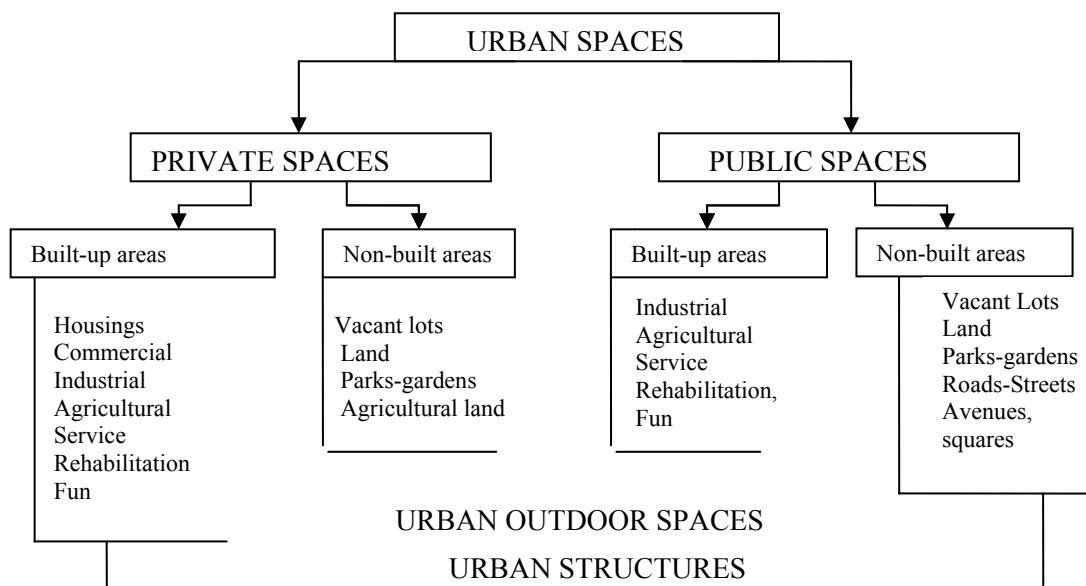 URBAN SPACES
PRIVATE SPACES
PUBLIC SPACES
Built-up areas
Non-built areas
Built-up areas
Non-built areas
Housings
Commercial
Industrial
Agricultural
Service
Rehabilitation
Fun
Vacant lots
Land
Parks-gardens
Agricultural land
Industrial
Agricultural
Service
Rehabilitation,
Fun
Vacant Lots
Land
Parks-gardens
Roads-Streets
Avenues,
squares
URBAN OUTDOOR SPACES
URBAN STRUCTURES